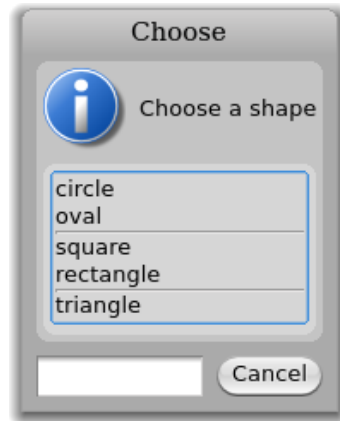 Choose
Choose a shape
circle
oval
square
rectangle
triangle
Cancel